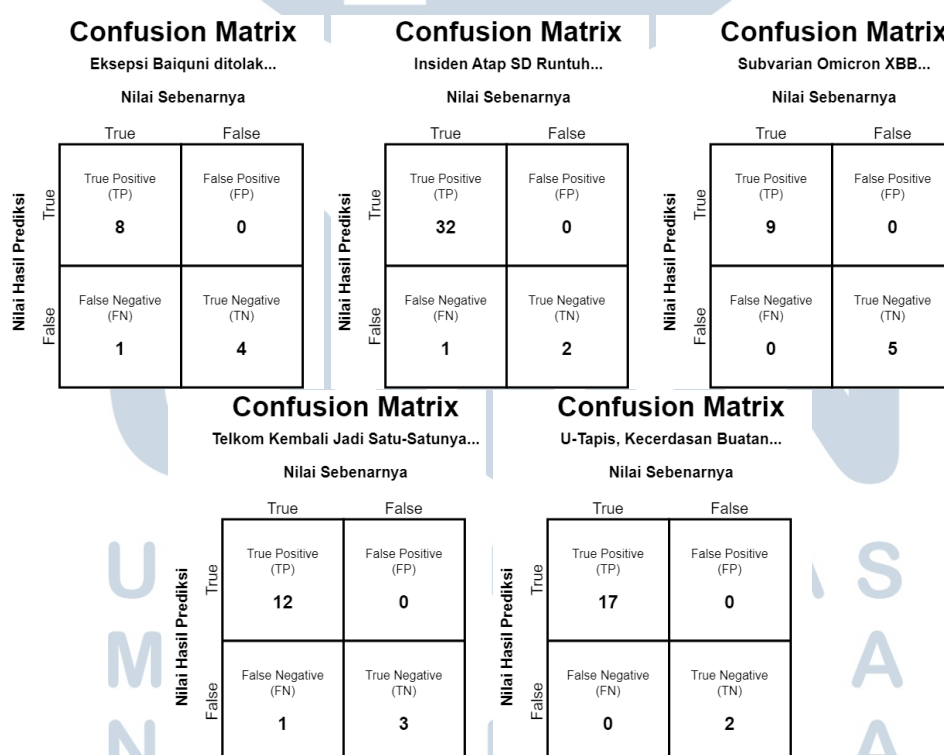 Confusion Matrix
Eksepsi Baiquni ditolak...
Nilai Sebenarnya
True False
Nilai Hasil Prediksi
True
True Positive
(TP)
8
False Positive
(FP)
0
False
False Negative
(FN)
1
True Negative
(TN)
4
Confusion Matrix
Insiden Atap SD Runtuh...
Nilai Sebenarnya
True False
Nilai Hasil Prediksi
True
True Positive
(TP)
32
False Positive
(FP)
0
False
False Negative
(FN)
1
True Negative
(TN)
2
Confusion Matrix
Subvarian Omicron XBB...
Nilai Sebenarnya
True False
Nilai Hasil Prediksi
True
True Positive
(TP)
9
False Positive
(FP)
0
False
False Negative
(FN)
0
True Negative
(TN)
5
Confusion Matrix
Telkom Kembali Jadi Satu-Satunya...
Nilai Sebenarnya
True False
Nilai Hasil Prediksi
True
True Positive
(TP)
12
False Positive
(FP)
0
False
False Negative
(FN)
1
True Negative
(TN)
3
Confusion Matrix
U-Tapis, Kecerdasan Buatan...
Nilai Sebenarnya
True False
Nilai Hasil Prediksi
True
True Positive
(TP)
17
False Positive
(FP)
0
False
False Negative
(FN)
0
True Negative
(TN)
2
U S
M A
N A